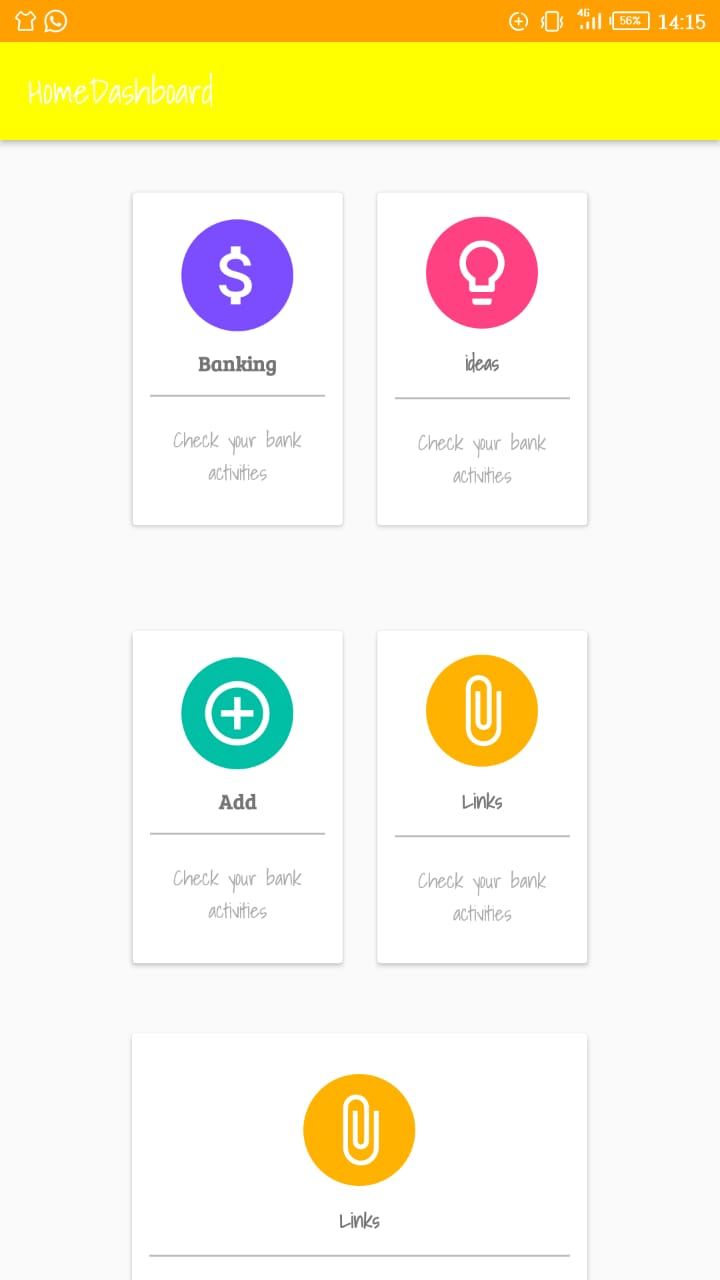 4G 56% 14:15
HomeDashboard
Banking
ideas
Check your bank
activities
Check your bank
activities
Add
Links
Check your bank
activities
Check your bank
activities
Links